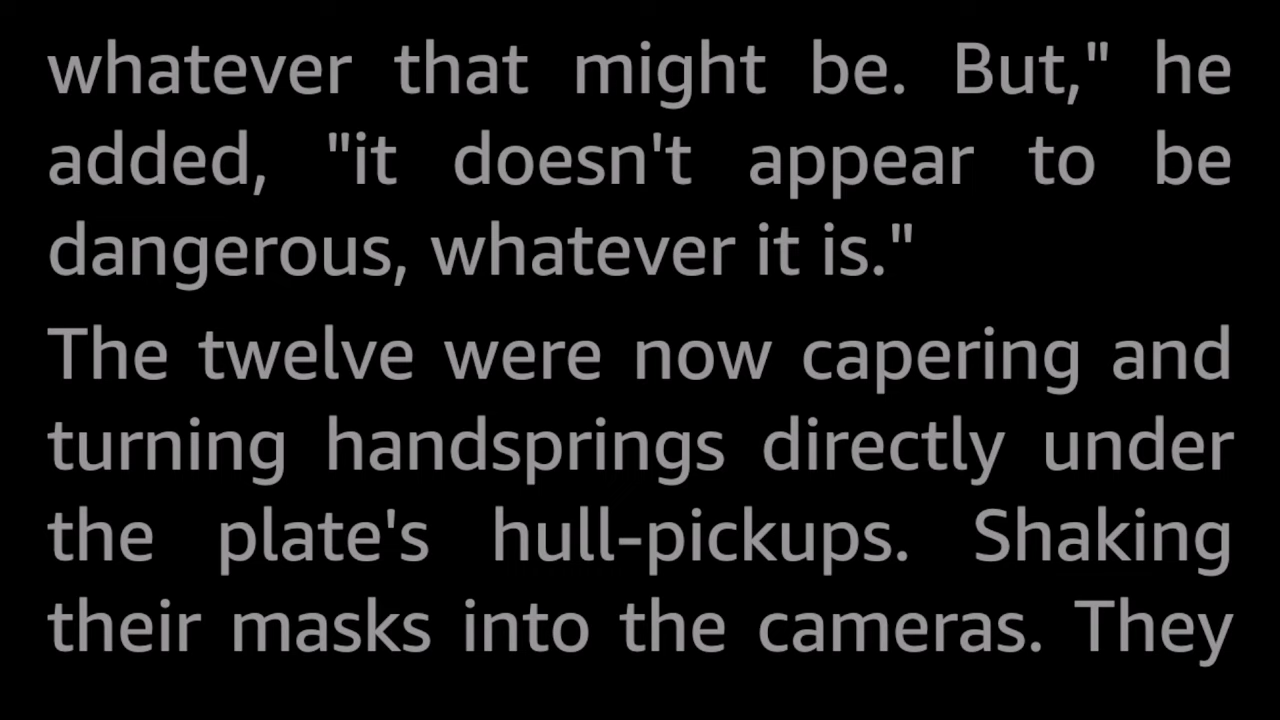 whatever that might be. But," he
added, "it doesn't appear to be
dangerous, whatever it is."
The twelve were now capering and
turning handsprings directly under
the plate's hull-pickups. Shaking
their masks into the cameras. They